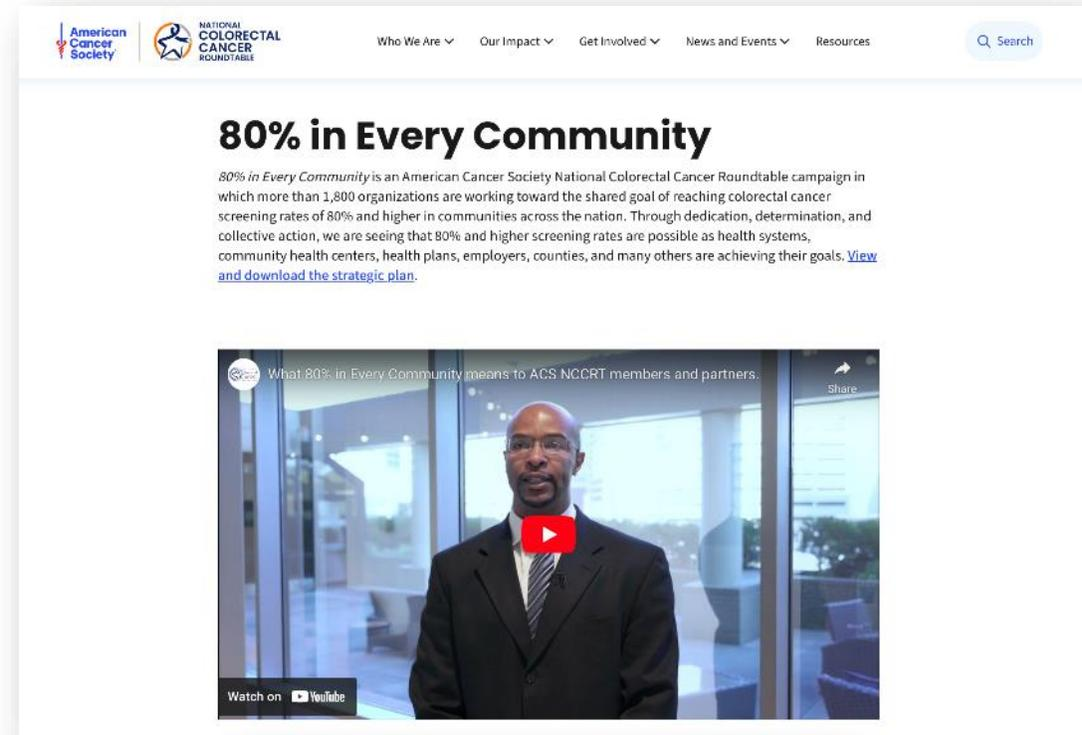 American
Cancer
Society
NATIONAL
COLORECTAL
CANCER
ROUNDTABLE
Who We Are
Our Impact
Get Involved
News and Events
Resources
Search
80% in Every Community
80% in Every Community is an American Cancer Society National Colorectal Cancer Roundtable campaign in
which more than 1,800 organizations are working toward the shared goal of reaching colorectal cancer
screening rates of 80% and higher in communities across the nation. Through dedication, determination, and
collective action, we are seeing that 80% and higher screening rates are possible as health systems,
community health centers, health plans, employers, counties, and many others are achieving their goals. View
and download the strategic plan.
What 80% in Every Community means to ACS NCCRT members and partners.
Share
Watch on YouTube